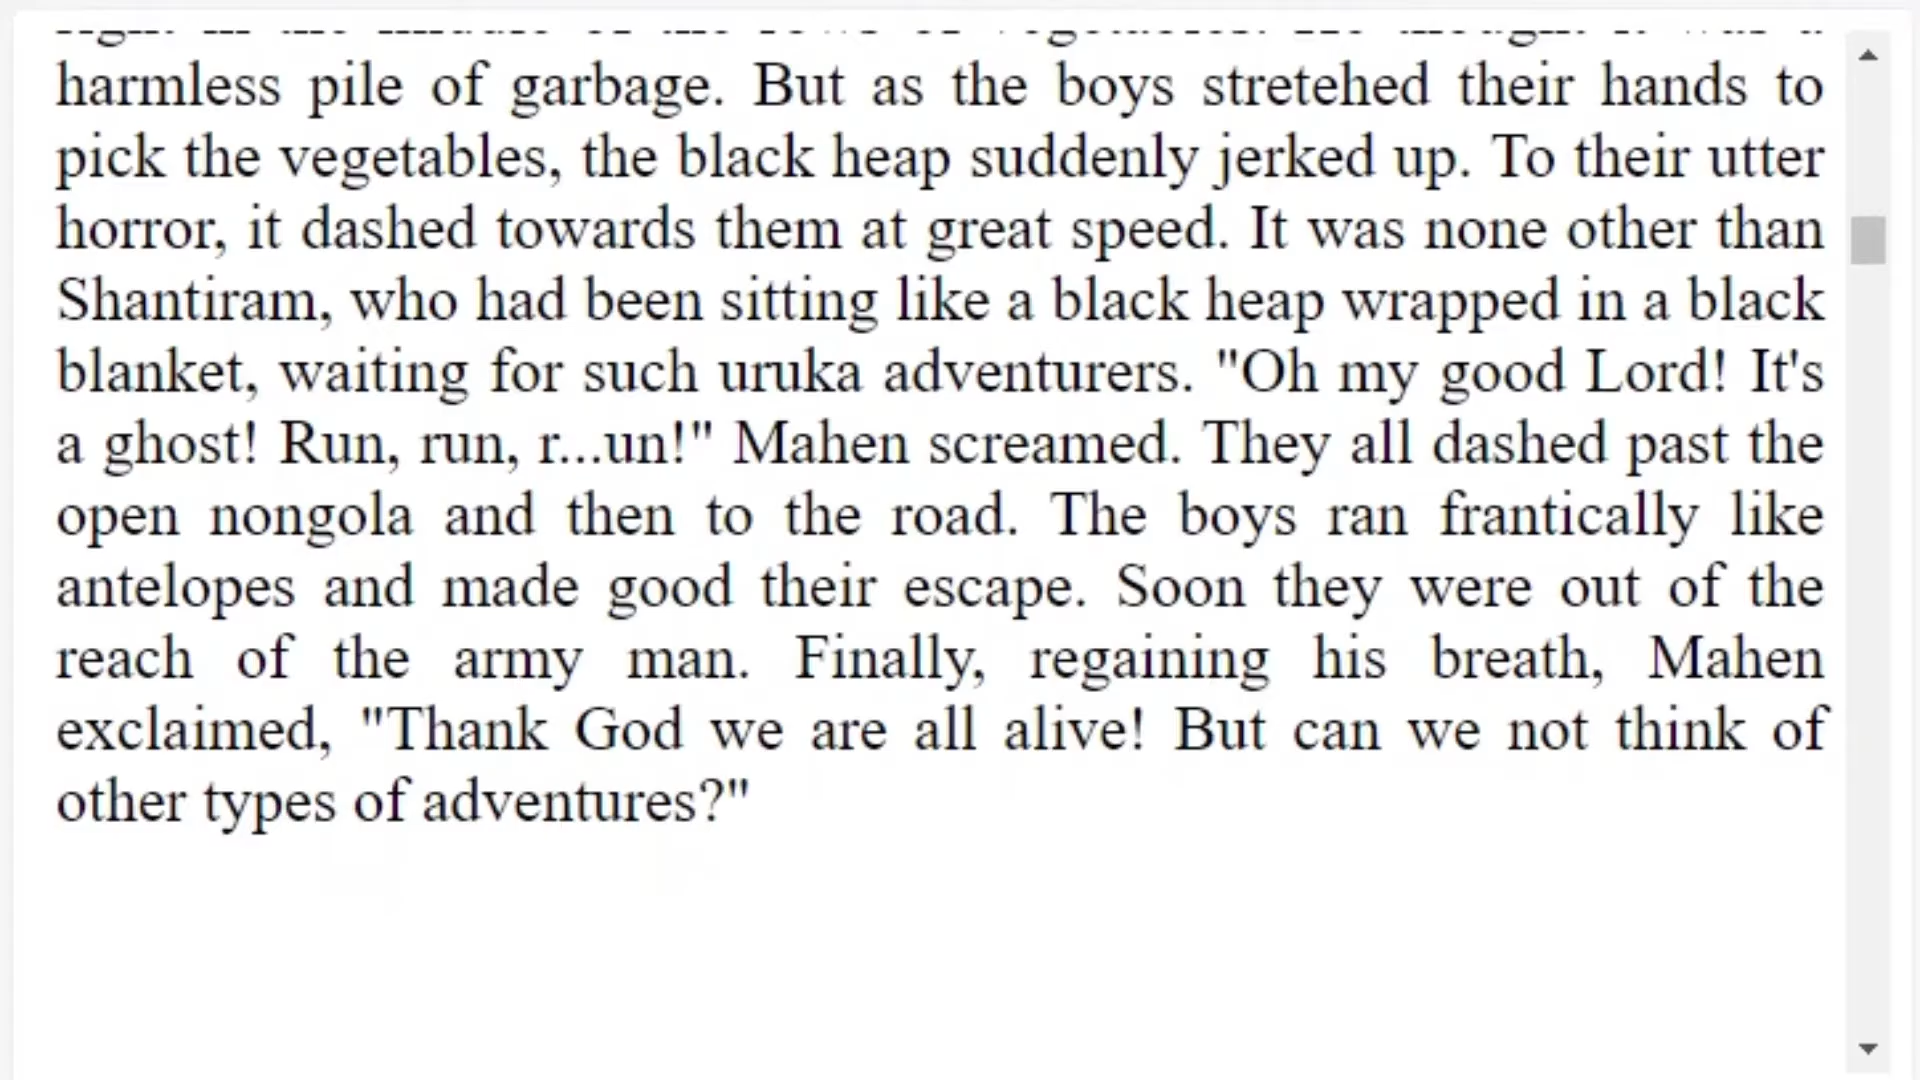 harmless pile of garbage. But as the boys stretehed their hands to
pick the vegetables, the black heap suddenly jerked up. To their utter
horror, it dashed towards them at great speed. It was none other than
Shantiram, who had been sitting like a black heap wrapped in a black
blanket, waiting for such uruka adventurers. "Oh my good Lord! It's
a ghost! Run, run, r...un!" Mahen screamed. They all dashed past the
open nongola and then to the road. The boys ran frantically like
antelopes and made good their escape. Soon they were out of the
reach of the army man. Finally, regaining his breath, Mahen
exclaimed, "Thank God we are all alive! But can we not think of
other types of adventures?"